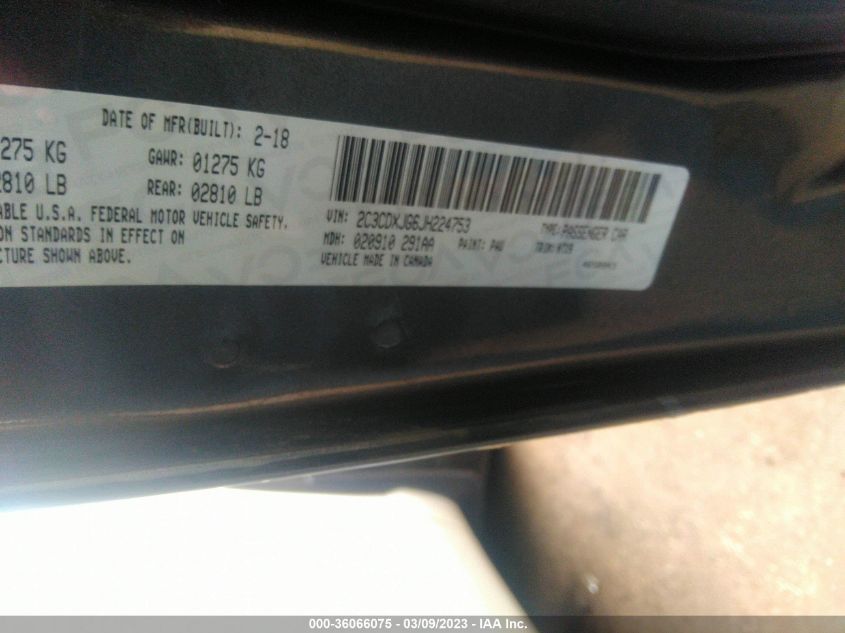 DATE OF MFR(BUILT): 2-18
275 KG GAWR: 01275 KG
2810 LB REAR: 02810 LB
ABLE U.S.A. FEDERAL MOTOR VEHICLE SAFETY,
ON STANDARDS IN EFFECT ON
CTURE SHOWN ABOVE.
VIN: 2C3CDXJG6JH224753 TYPE: PASSENGER CAR
MDH: 020910 291AA PAINT: PAU TRIM:
VEHICLE MADE IN CANADA
000-36066075 - 03/09/2023 - IAA Inc.